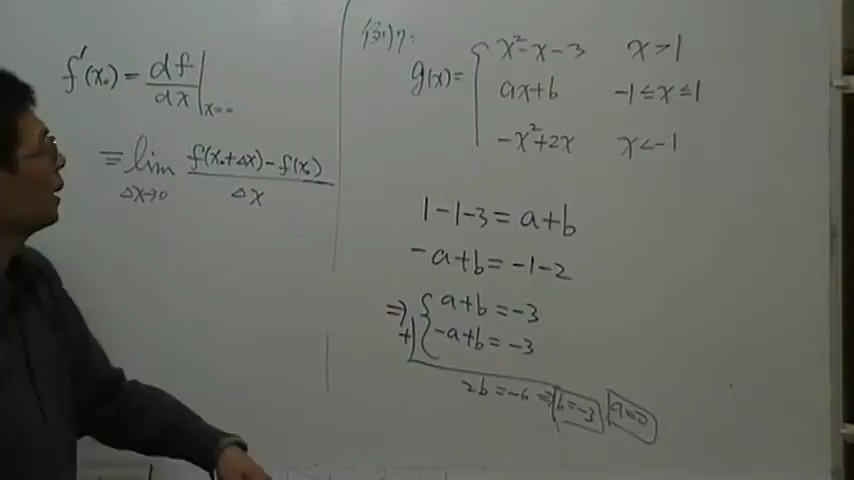 f'(x₀) = df/dx |ₓ₌
≡ lim Δx→0 f(x₀+Δx)-f(x₀)/Δx
例7:
g(x) = { x²-x-3 x>1
ax+b -1≤x≤1
-x²+2x x<-1
1-1-3 = a+b
-a+b = -1-2
⇒ { a+b = -3
+) -a+b = -3
2b = -6 ⇒ b=-3 a=0